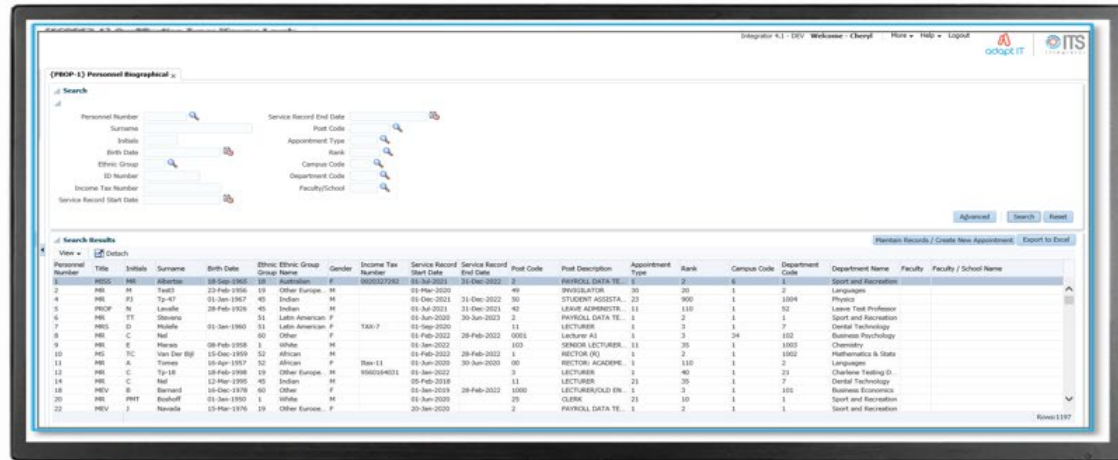 Integrator 4.1 - DEV Welcome - Cheryl More Help Logout
adapt IT ITS
{PBOP-1} Personnel Biographical
Search
Personnel Number Service Record End Date
Surname Post Code
Initials Appointment Type
Birth Date Rank
Ethnic Group Campus Code
ID Number Department Code
Income Tax Number Faculty/School
Service Record Start Date
Advanced Search Reset
Search Results
Maintain Records / Create New Appointment Export to Excel
View Detach
Personnel Number Title Initials Surname Birth Date Ethnic Group Ethnic Group Name Gender Income Tax Number Service Record Start Date Service Record End Date Post Code Post Description Appointment Type Rank Campus Code Department Code Department Name Faculty Faculty / School Name
1 MISS MR Albertse 18-Sep-1965 18 Australian F 0020327292 01-Jul-2021 31-Dec-2022 2 PAYROLL DATA TE... 1 2 6 1 Sport and Recreation
2 MR M Test3 23-Feb-1956 19 Other Europe... M 01-Mar-2020 49 INVIGILATOR 30 20 1 2 Languages
4 MR PJ Tp-47 01-Jan-1967 45 Indian M 01-Dec-2021 31-Dec-2022 50 STUDENT ASSISTA... 23 900 1 1004 Physics
5 PROF N Lavalle 28-Feb-1926 45 Indian M 01-Jul-2021 31-Dec-2021 42 LEAVE ADMINISTR... 11 110 1 52 Leave Test Professor
6 MR TT Stevens 51 Latin American F 01-Jun-2020 30-Jun-2023 2 PAYROLL DATA TE... 1 2 1 1 Sport and Recreation
7 MRS D Molefe 01-Jan-1960 51 Latin American F TAX-7 01-Sep-2020 11 LECTURER 1 3 1 7 Dental Technology
8 MR C Nel 60 Other F 01-Feb-2022 28-Feb-2022 0001 Lecturer A1 1 3 34 102 Business Psychology
9 MR E Marais 08-Feb-1958 1 White M 01-Jan-2022 103 SENIOR LECTURER... 11 35 1 1003 Chemistry
10 MS TC Van Der Bijl 15-Dec-1959 52 African M 01-Feb-2022 28-Feb-2022 1 RECTOR (R) 1 2 1 1002 Mathematics & Stats
11 MR A Tomes 16-Apr-1957 52 African F Itax-11 01-Jun-2020 30-Jun-2020 00 RECTOR: ACADEME... 1 110 1 2 Languages
12 MR C Tp-18 18-Feb-1998 19 Other Europe... M 9560164031 01-Jan-2022 3 LECTURER 1 40 1 21 Charlene Testing D...
14 MR C Nel 12-Mar-1995 45 Indian M 05-Feb-2018 11 LECTURER 21 35 1 7 Dental Technology
18 MEV B Barnard 16-Dec-1978 60 Other F 01-Jan-2019 28-Feb-2022 1000 LECTURER/OLD EN... 1 3 1 101 Business Economics
20 MR PMT Boshoff 01-Jan-1950 1 White M 01-Jun-2020 25 CLERK 21 10 1 1 Sport and Recreation
22 MEV J Navada 15-Mar-1976 19 Other Europe... F 20-Jan-2020 2 PAYROLL DATA TE... 1 2 1 1 Sport and Recreation
Rows:1197